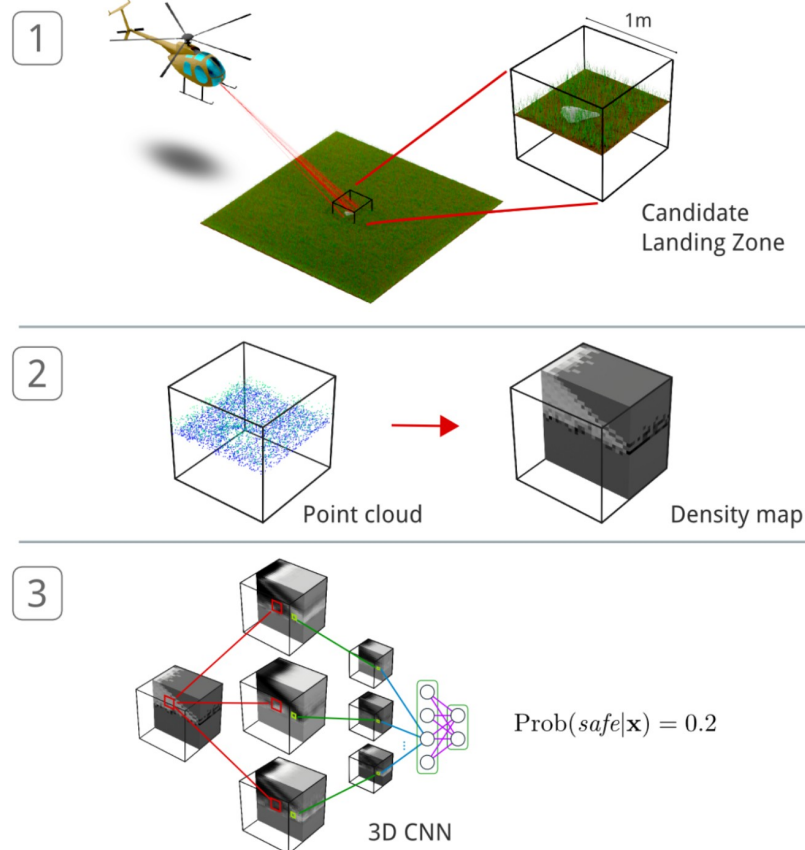 1
1m
Candidate
Landing Zone
2
Point cloud
Density map
3
...
Prob(safe|x) = 0.2
3D CNN